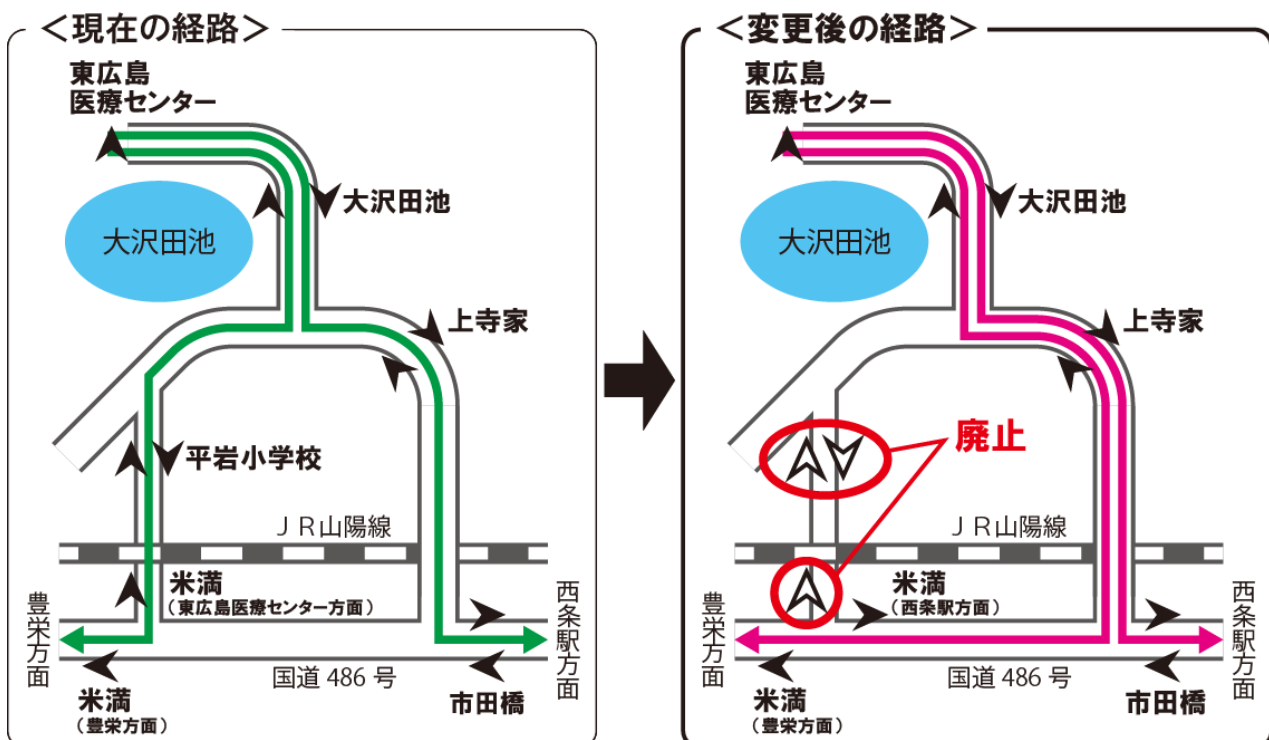 <現在の経路>
東広島
医療センター
大沢田池
大沢田池
上寺家
平岩小学校
JR山陽線
米満
(東広島医療センター方面)
豊栄方面
西条駅方面
国道486号
米満
(豊栄方面)
市田橋
<変更後の経路>
東広島
医療センター
大沢田池
大沢田池
上寺家
廃止
JR山陽線
米満
(西条駅方面)
豊栄方面
西条駅方面
国道486号
米満
(豊栄方面)
市田橋